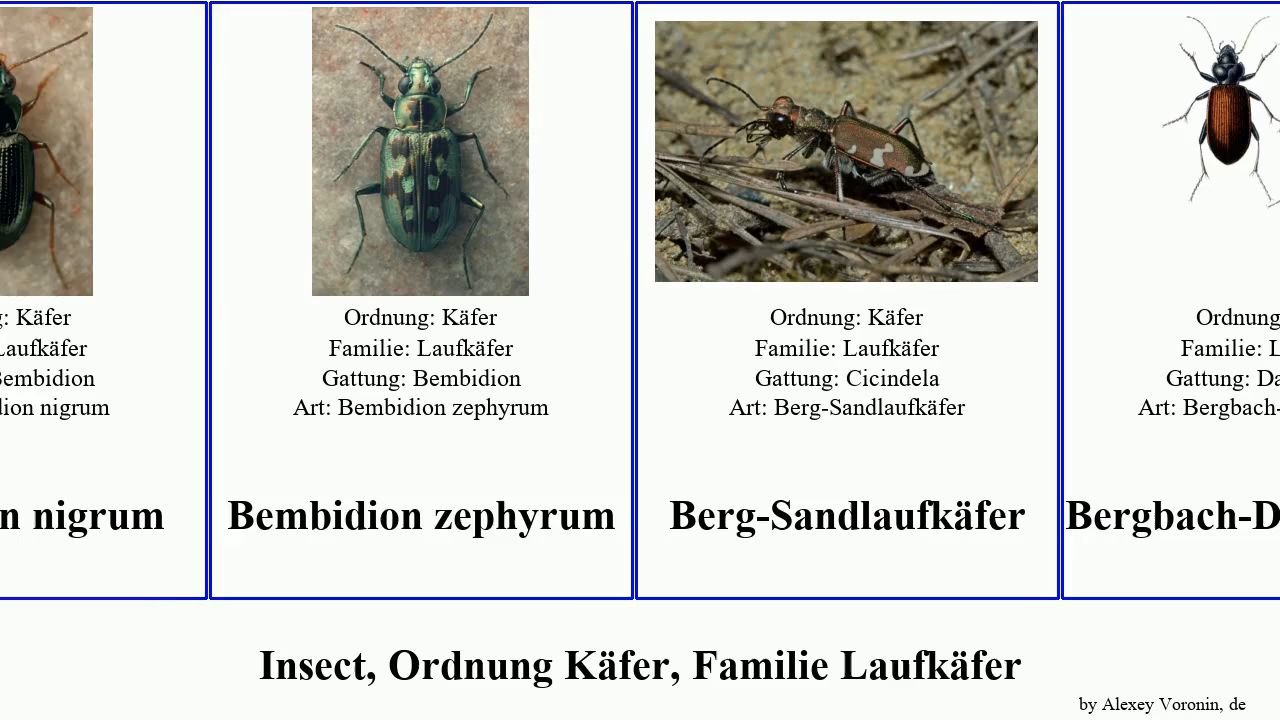 g: Käfer
Laufkäfer
Bembidion
dion nigrum
n nigrum
Ordnung: Käfer
Familie: Laufkäfer
Gattung: Bembidion
Art: Bembidion zephyrum
Bembidion zephyrum
Ordnung: Käfer
Familie: Laufkäfer
Gattung: Cicindela
Art: Berg-Sandlaufkäfer
Berg-Sandlaufkäfer
Ordnung
Familie: L
Gattung: Da
Art: Bergbach-
Bergbach-D
Insect, Ordnung Käfer, Familie Laufkäfer
by Alexey Voronin, de